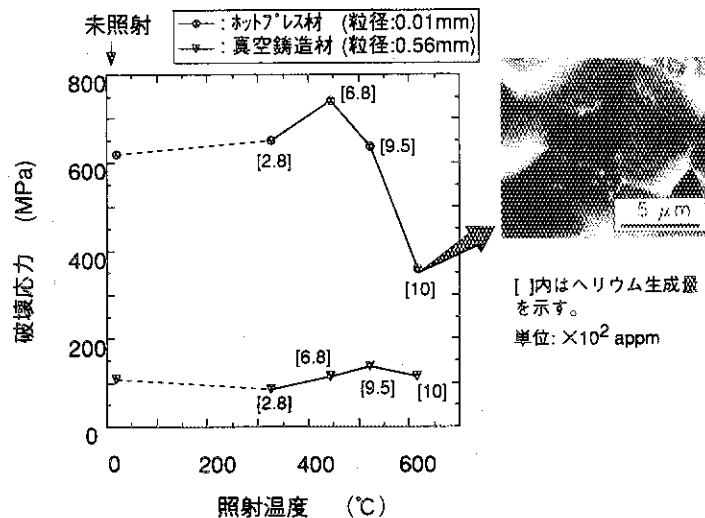 未照射
: ホットプレス材 (粒径:0.01mm)
: 真空鋳造材 (粒径:0.56mm)
破壊応力 (MPa)
800
600
400
200
0
[2.8]
[6.8]
[9.5]
[10]
[2.8]
[6.8]
[9.5]
[10]
0 200 400 600
照射温度 (℃)
5 μm
[ ]内はヘリウム生成量
を示す。
単位: ×10² appm